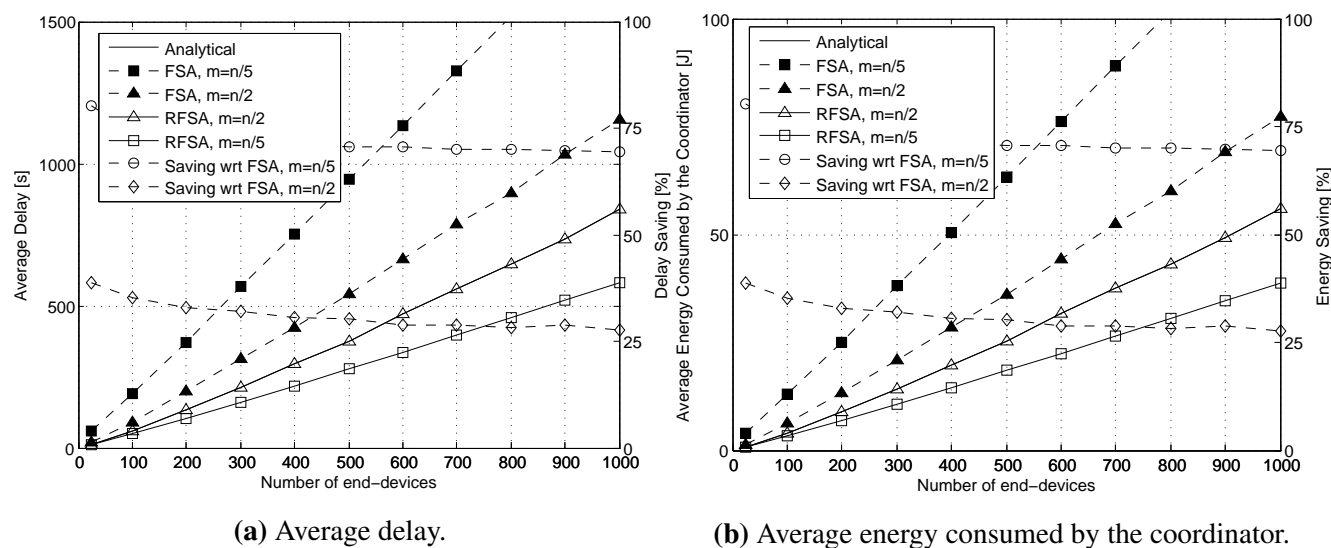 1500
1000
500
0
Average Delay [s]
Analytical
FSA, m=n/5
FSA, m=n/2
RFSA, m=n/2
RFSA, m=n/5
Saving wrt FSA, m=n/5
Saving wrt FSA, m=n/2
100
75
50
25
0
Delay Saving [%]
0 100 200 300 400 500 600 700 800 900 1000
Number of end−devices
(a) Average delay.
100
50
0
Average Energy Consumed by the Coordinator [J]
Analytical
FSA, m=n/5
FSA, m=n/2
RFSA, m=n/2
RFSA, m=n/5
Saving wrt FSA, m=n/5
Saving wrt FSA, m=n/2
100
75
50
25
0
Energy Saving [%]
0 100 200 300 400 500 600 700 800 900 1000
Number of end−devices
(b) Average energy consumed by the coordinator.